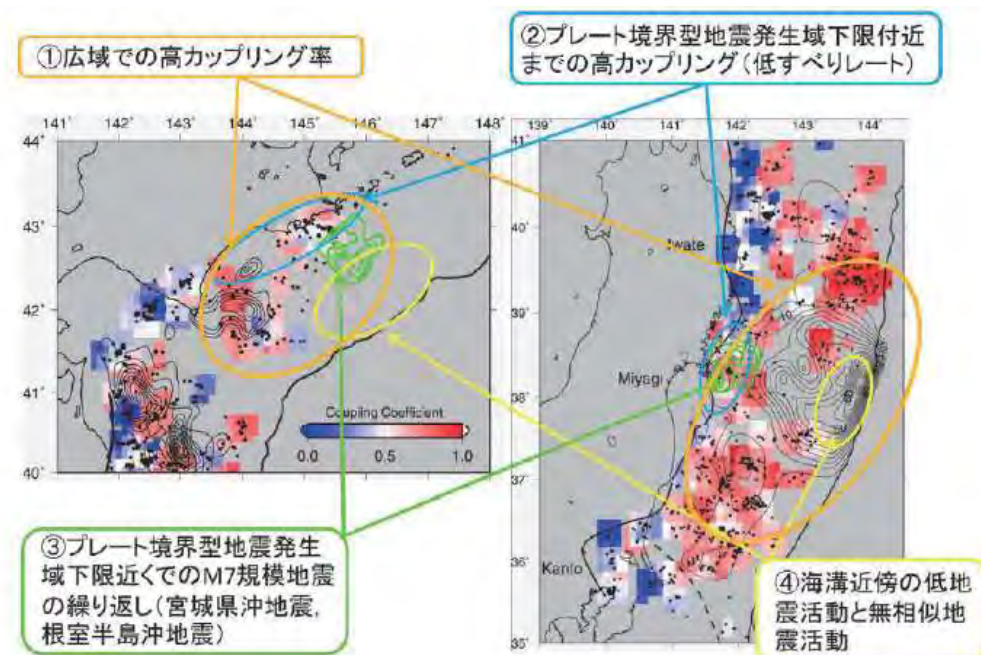 ①広域での高カップリング率
②プレート境界型地震発生域下限付近
までの高カップリング(低すべりレート)
141° 142° 143° 144° 145° 146° 147° 148°
44°
43°
42°
41°
40°
Coupling Coefficient
0.0 0.5 1.0
139° 140° 141° 142° 143° 144°
41°
40°
39°
38°
37°
36°
35°
Iwate
Miyagi
Kanto
10
③プレート境界型地震発生
域下限近くでのM7規模地震
の繰り返し(宮城県沖地震,
根室半島沖地震)
④海溝近傍の低地
震活動と無相似地
震活動